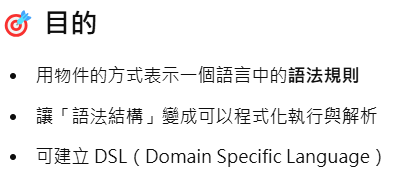 🎯 目的
• 用物件的方式表示一個語言中的語法規則
• 讓「語法結構」變成可以程式化執行與解析
• 可建立 DSL（Domain Specific Language）